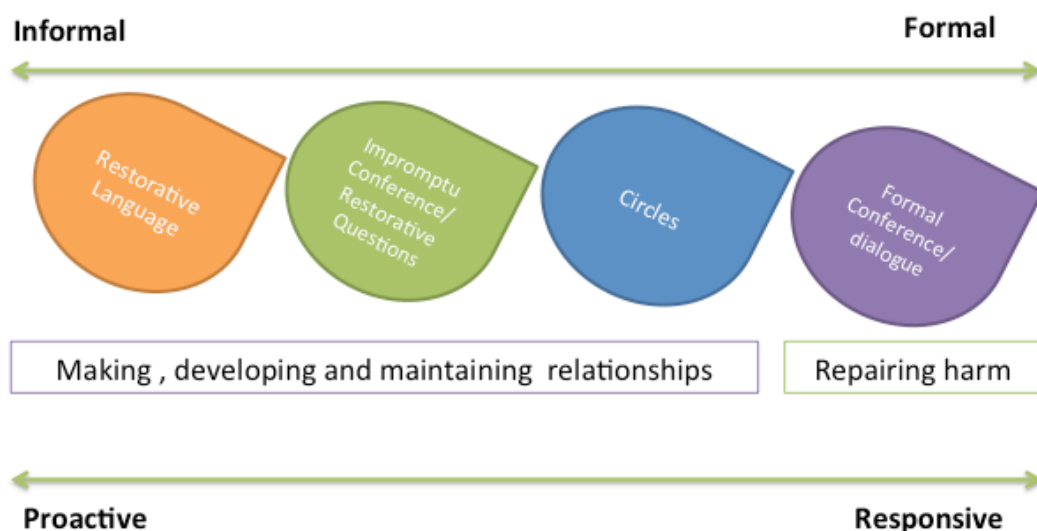 Informal
Formal
Restorative
Language
Impromptu
Conference/
Restorative
Questions
Circles
Formal
Conference/
dialogue
Making , developing and maintaining relationships
Repairing harm
Proactive
Responsive